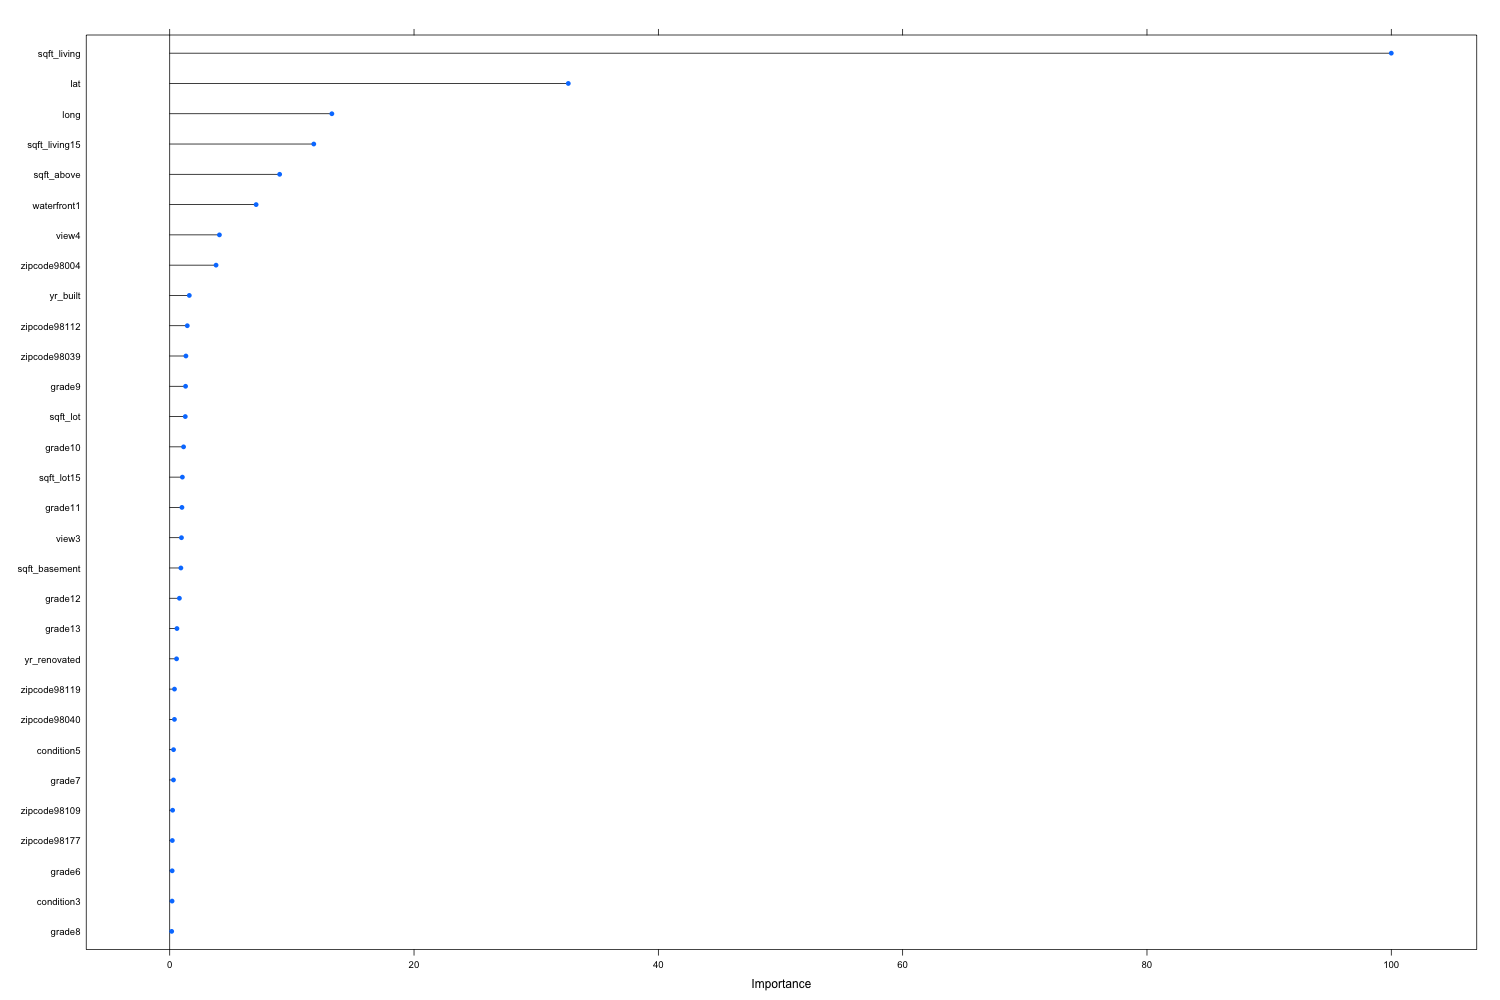 sqft_living
lat
long
sqft_living15
sqft_above
waterfront1
view4
zipcode98004
yr_built
zipcode98112
zipcode98039
grade9
sqft_lot
grade10
sqft_lot15
grade11
view3
sqft_basement
grade12
grade13
yr_renovated
zipcode98119
zipcode98040
condition5
grade7
zipcode98109
zipcode98177
grade6
condition3
grade8
0 20 40 60 80 100
Importance